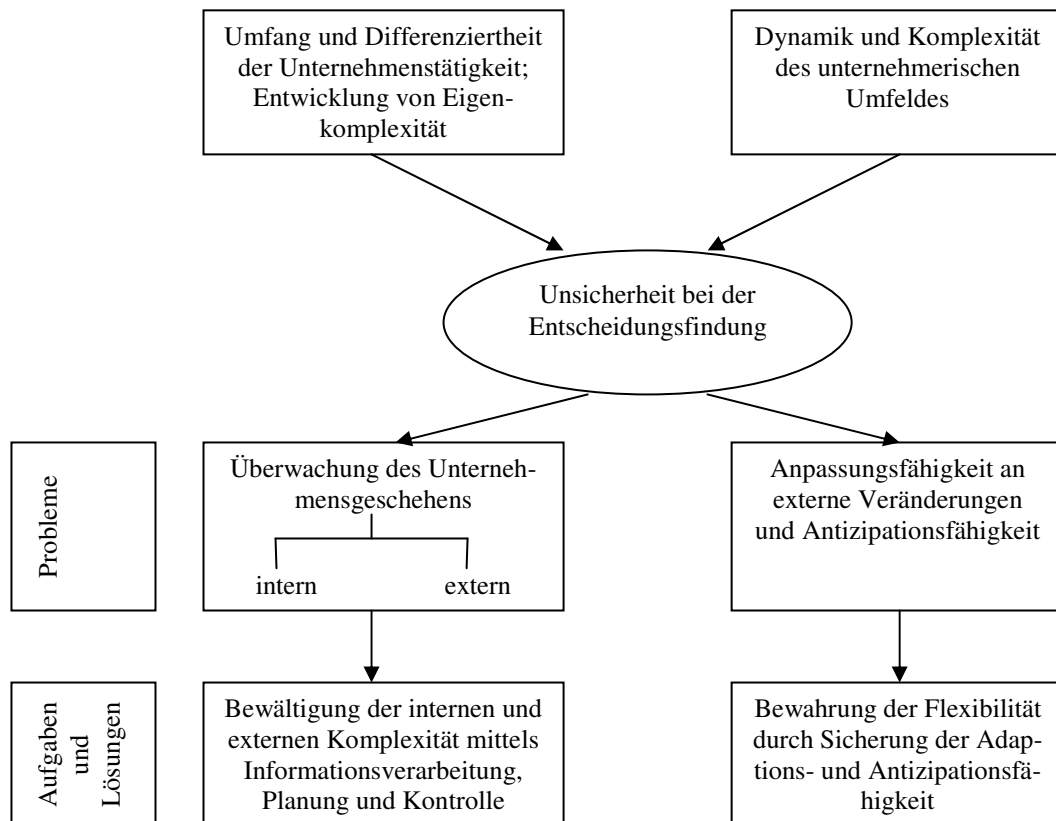 Umfang und Differenziertheit
der Unternehmenstätigkeit;
Entwicklung von Eigen-
komplexität
Dynamik und Komplexität
des unternehmerischen
Umfeldes
Unsicherheit bei der
Entscheidungsfindung
Probleme
Überwachung des Unterneh-
mensgeschehens
intern
extern
Anpassungsfähigkeit an
externe Veränderungen
und Antizipationsfähigkeit
Aufgaben
und
Lösungen
Bewältigung der internen und
externen Komplexität mittels
Informationsverarbeitung,
Planung und Kontrolle
Bewahrung der Flexibilität
durch Sicherung der Adap-
tions- und Antizipationsfä-
higkeit